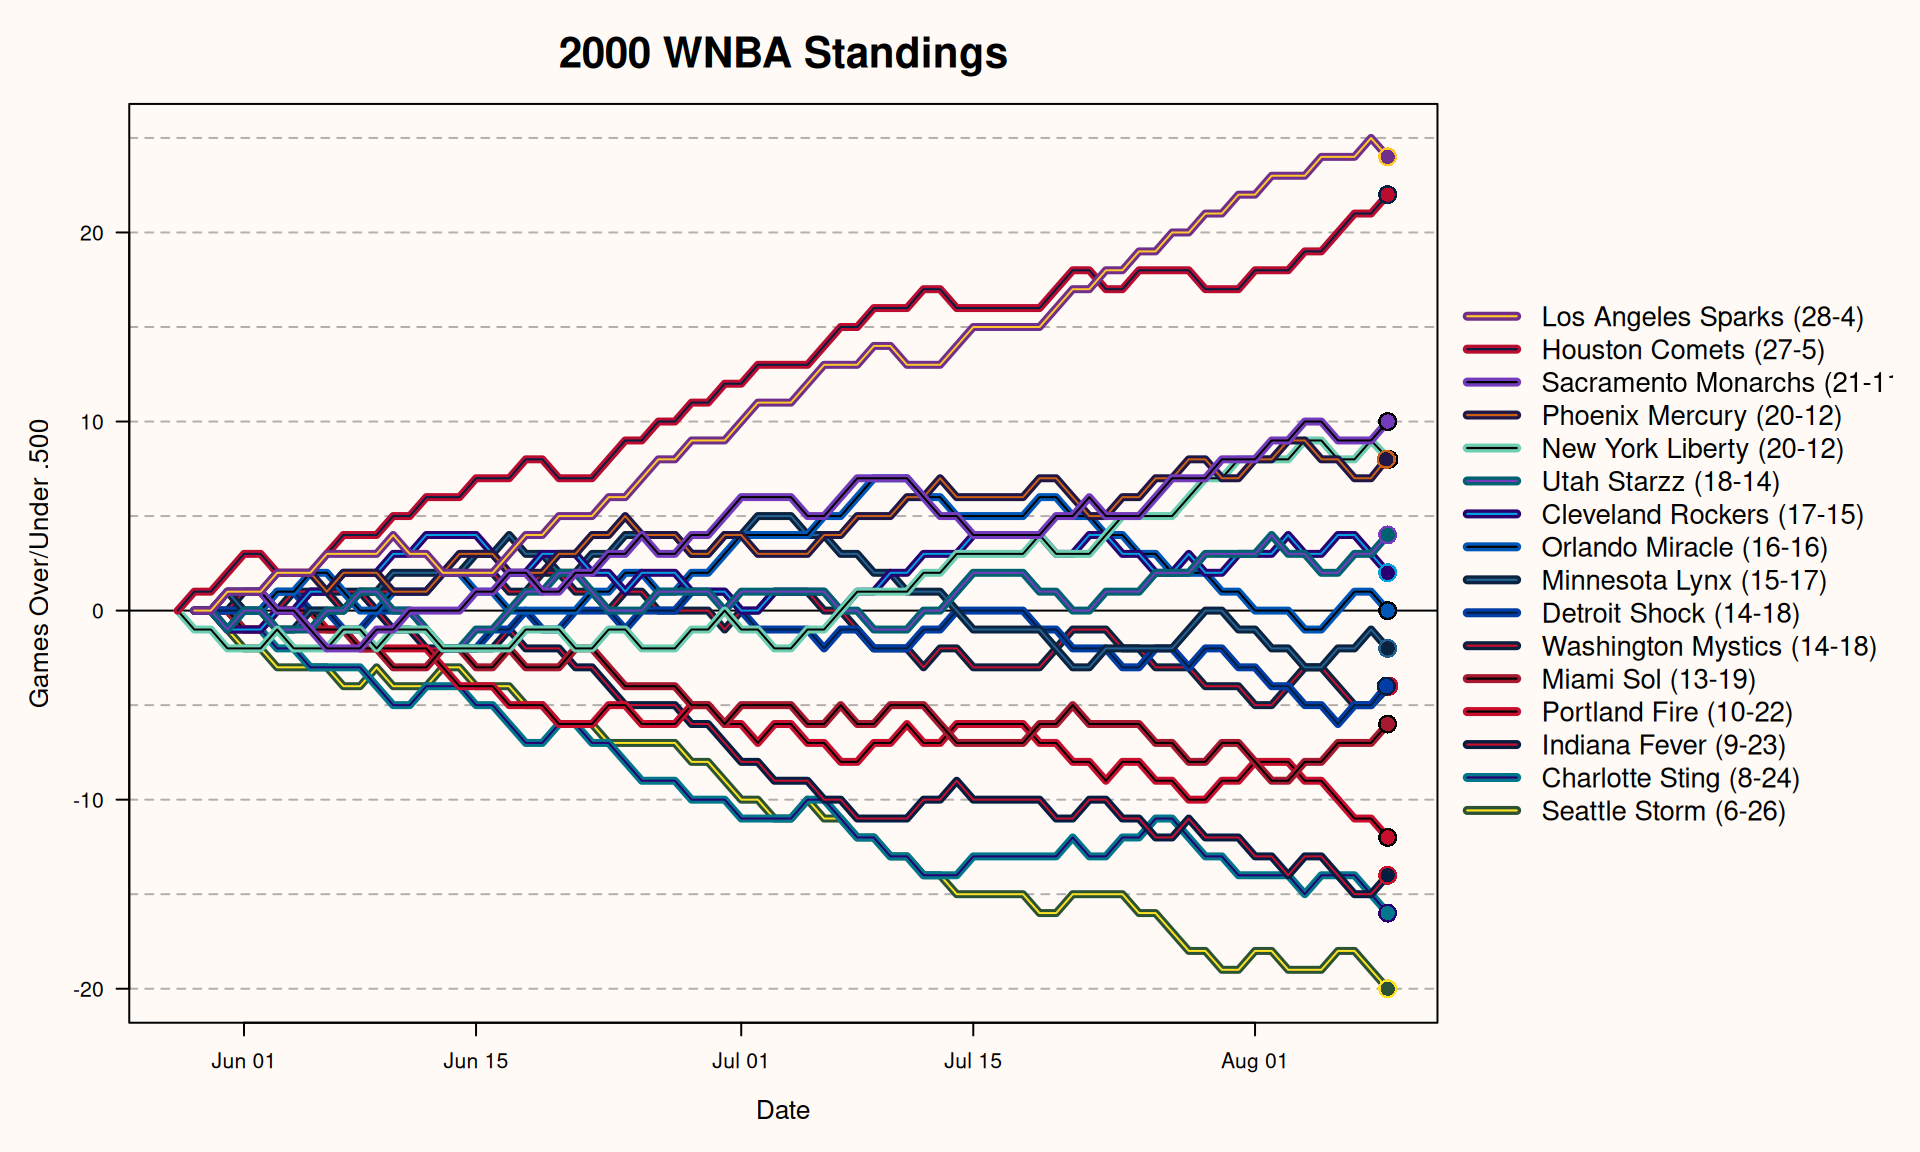 2000 WNBA Standings
Games Over/Under .500
20
10
0
-10
-20
Jun 01
Jun 15
Jul 01
Jul 15
Aug 01
Date
Los Angeles Sparks (28-4)
Houston Comets (27-5)
Sacramento Monarchs (21-1
Phoenix Mercury (20-12)
New York Liberty (20-12)
Utah Starzz (18-14)
Cleveland Rockers (17-15)
Orlando Miracle (16-16)
Minnesota Lynx (15-17)
Detroit Shock (14-18)
Washington Mystics (14-18)
Miami Sol (13-19)
Portland Fire (10-22)
Indiana Fever (9-23)
Charlotte Sting (8-24)
Seattle Storm (6-26)